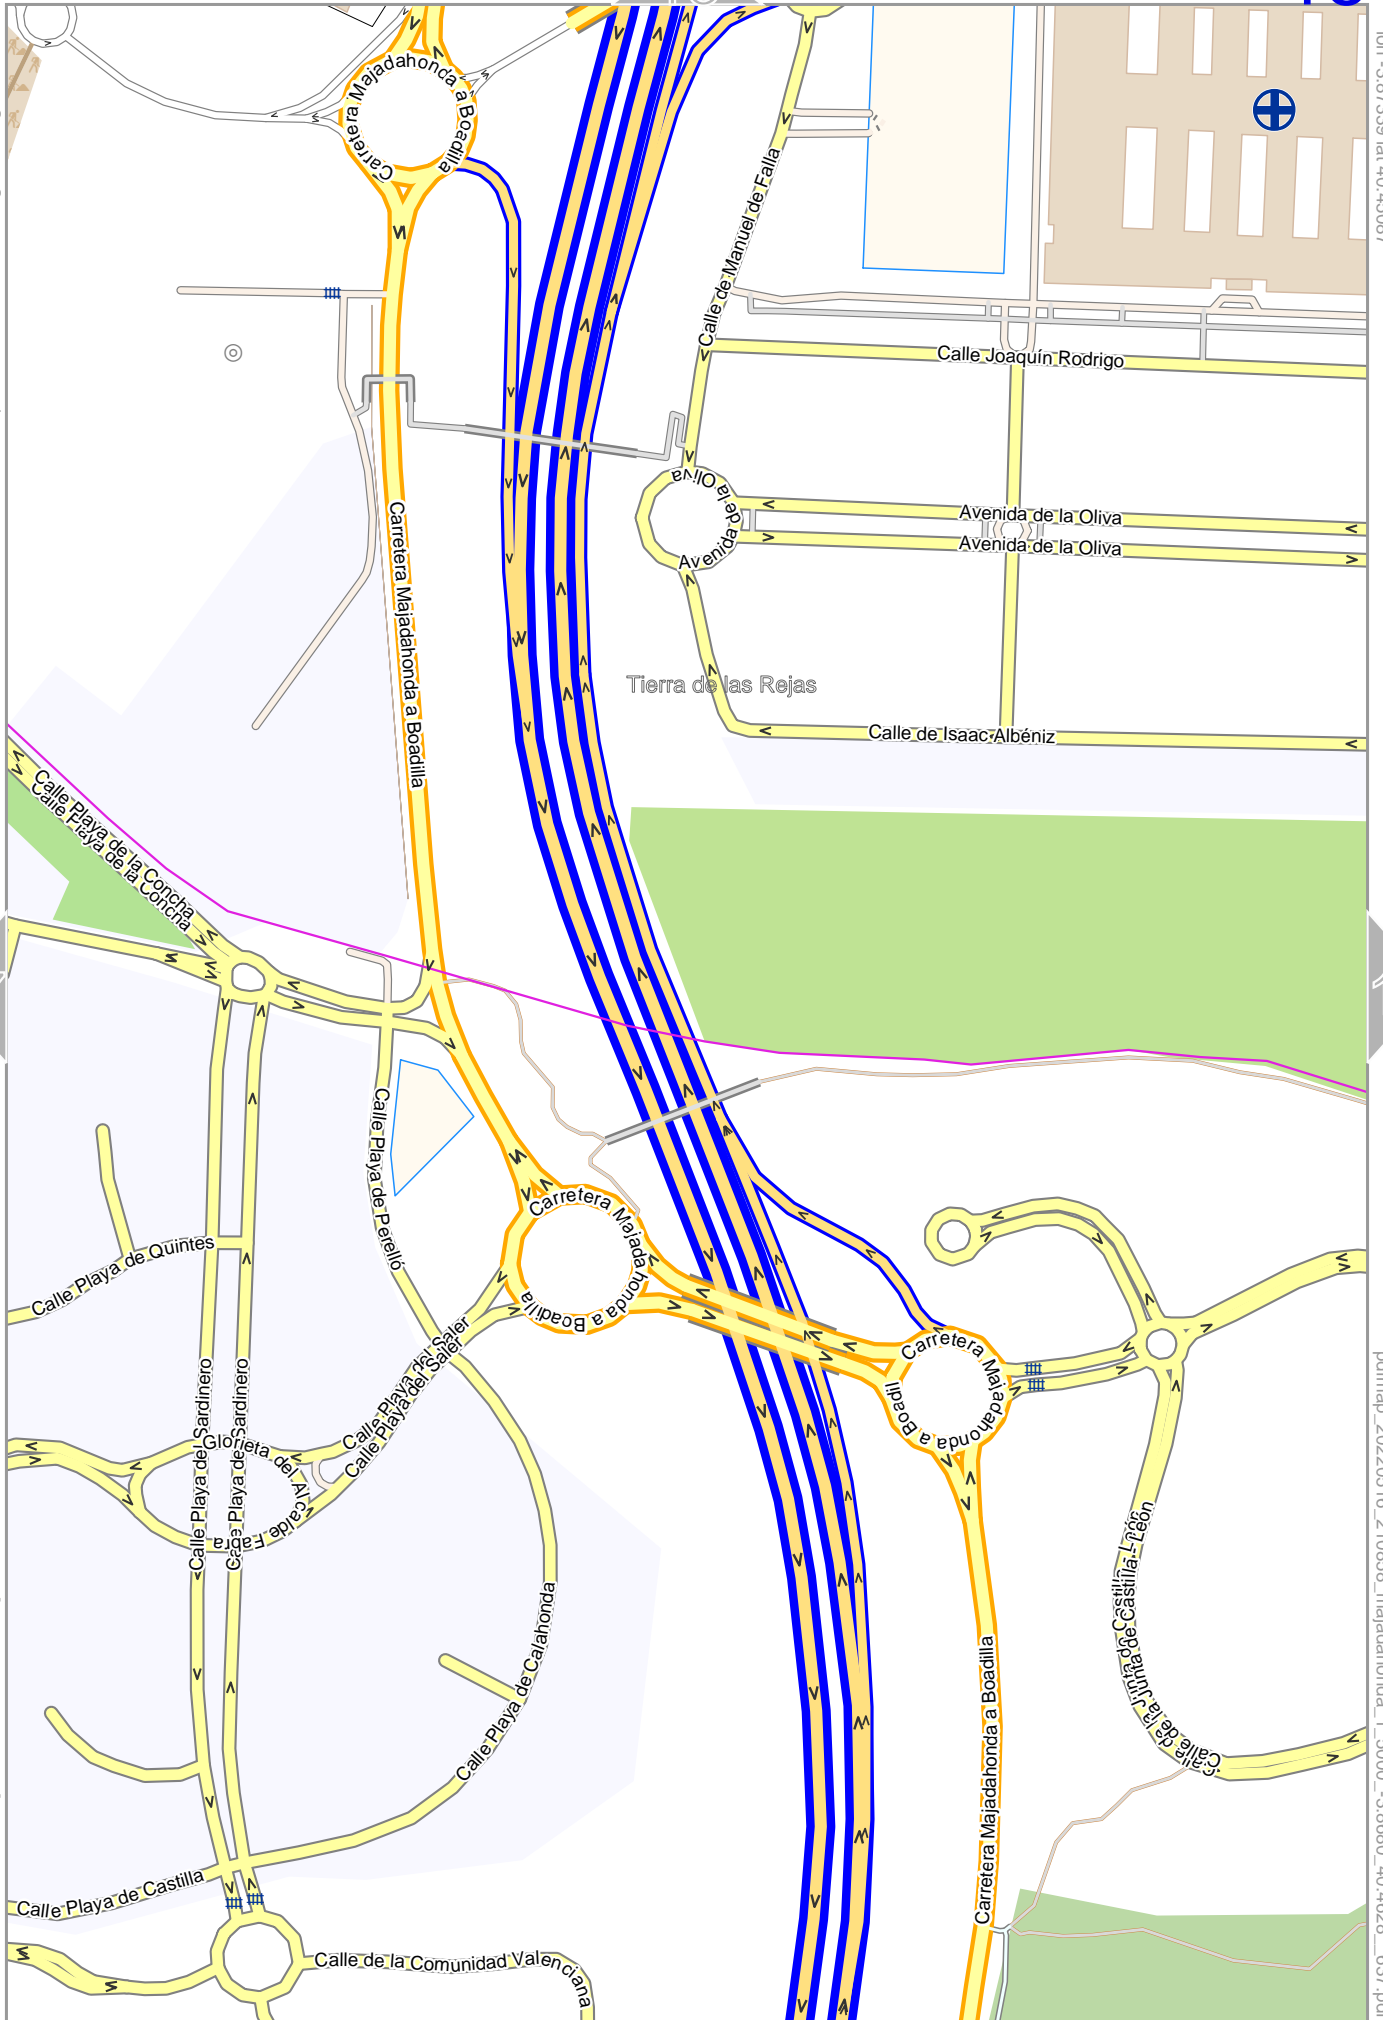 Carretera Majadahonda a Boadilla
Calle de Manuel de Falla
Calle Joaquín Rodrigo
Avenida de la Oliva
Avenida de la Oliva
Avenida de la Oliva
Carretera Majadahonda a Boadilla
Tierra de las Rejas
Calle de Isaac Albéniz
Calle Playa de la Concha
Calle Playa de la Concha
Calle Playa de Perelló
Carretera Majadahonda a Boadilla
Calle Playa de Quintes
Calle Playa del Saler
Calle Playa del Saler
Carretera Majadahonda a Boadil
Calle Playa del Sardinero
Calle Playa del Sardinero
Glorieta del Alcalde Fabra
Calle de la Junta de Castilla - León
Calle de la Junta de Castilla - León
Calle Playa de Calahonda
Carretera Majadahonda a Boadilla
Calle Playa de Castilla
Calle de la Comunidad Valenciana